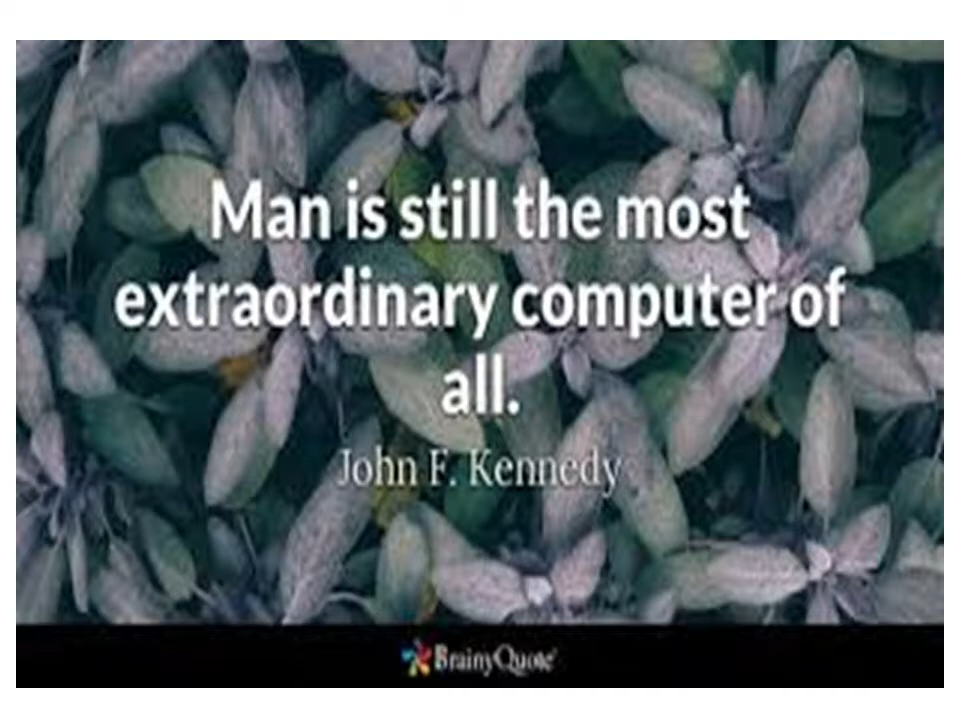 Man is still the most
extraordinary computer of
all.
John F. Kennedy
BrainyQuote